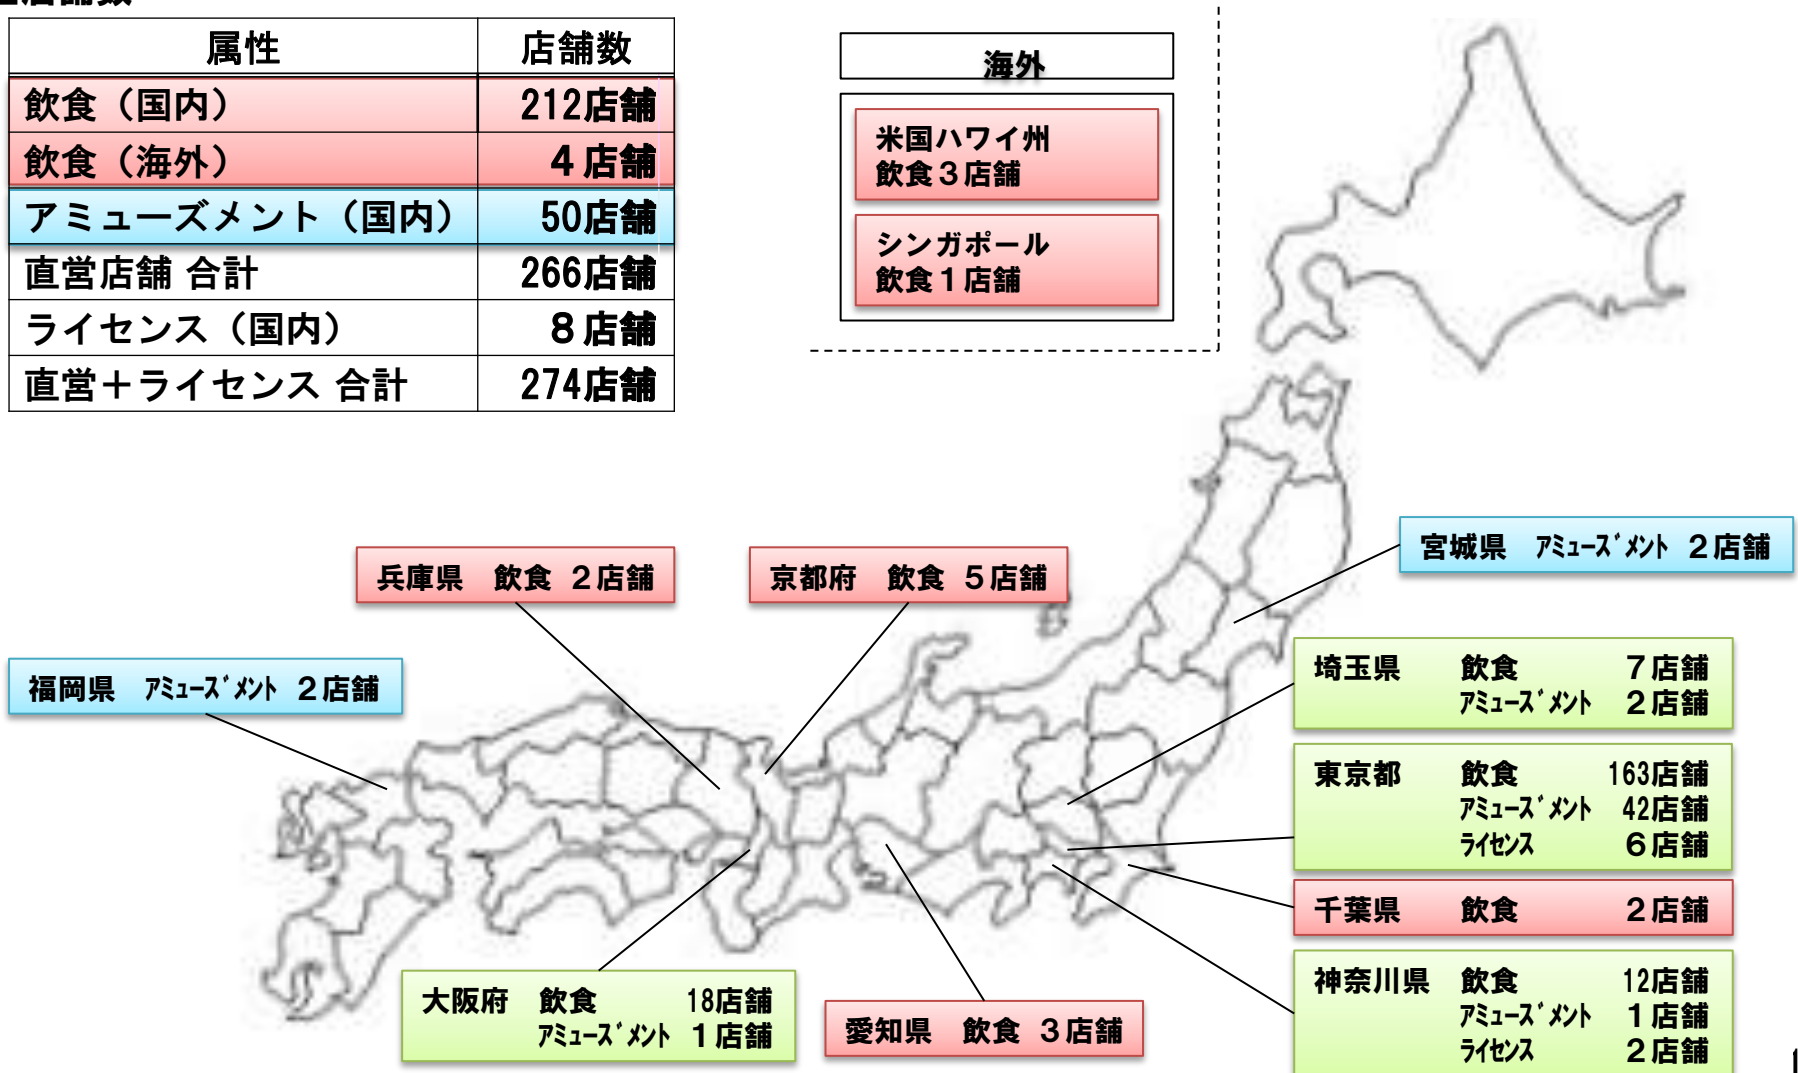 店舗数
属性 店舗数
飲食（国内） 212店舗
飲食（海外） 4店舗
アミューズメント（国内） 50店舗
直営店舗 合計 266店舗
ライセンス（国内） 8店舗
直営＋ライセンス 合計 274店舗
海外
米国ハワイ州
飲食３店舗
シンガポール
飲食１店舗
宮城県 ｱﾐｭｰｽﾞﾒﾝﾄ ２店舗
兵庫県 飲食 ２店舗
京都府 飲食 ５店舗
福岡県 ｱﾐｭｰｽﾞﾒﾝﾄ ２店舗
埼玉県 飲食 ７店舗
ｱﾐｭｰｽﾞﾒﾝﾄ ２店舗
東京都 飲食 163店舗
ｱﾐｭｰｽﾞﾒﾝﾄ 42店舗
ﾗｲｾﾝｽ ６店舗
千葉県 飲食 ２店舗
神奈川県 飲食 12店舗
ｱﾐｭｰｽﾞﾒﾝﾄ １店舗
ﾗｲｾﾝｽ ２店舗
大阪府 飲食 18店舗
ｱﾐｭｰｽﾞﾒﾝﾄ １店舗
愛知県 飲食 ３店舗